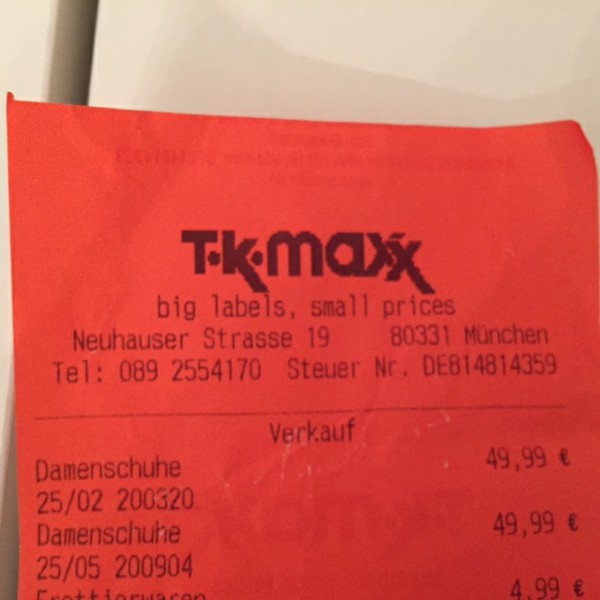 T·K·maxx
big labels, small prices
Neuhauser Strasse 19 80331 München
Tel: 089 2554170 Steuer Nr. DE814814359
Verkauf
Damenschuhe 49,99 €
25/02 200320
Damenschuhe 49,99 €
25/05 200904
Frottierwaren 4,99 €